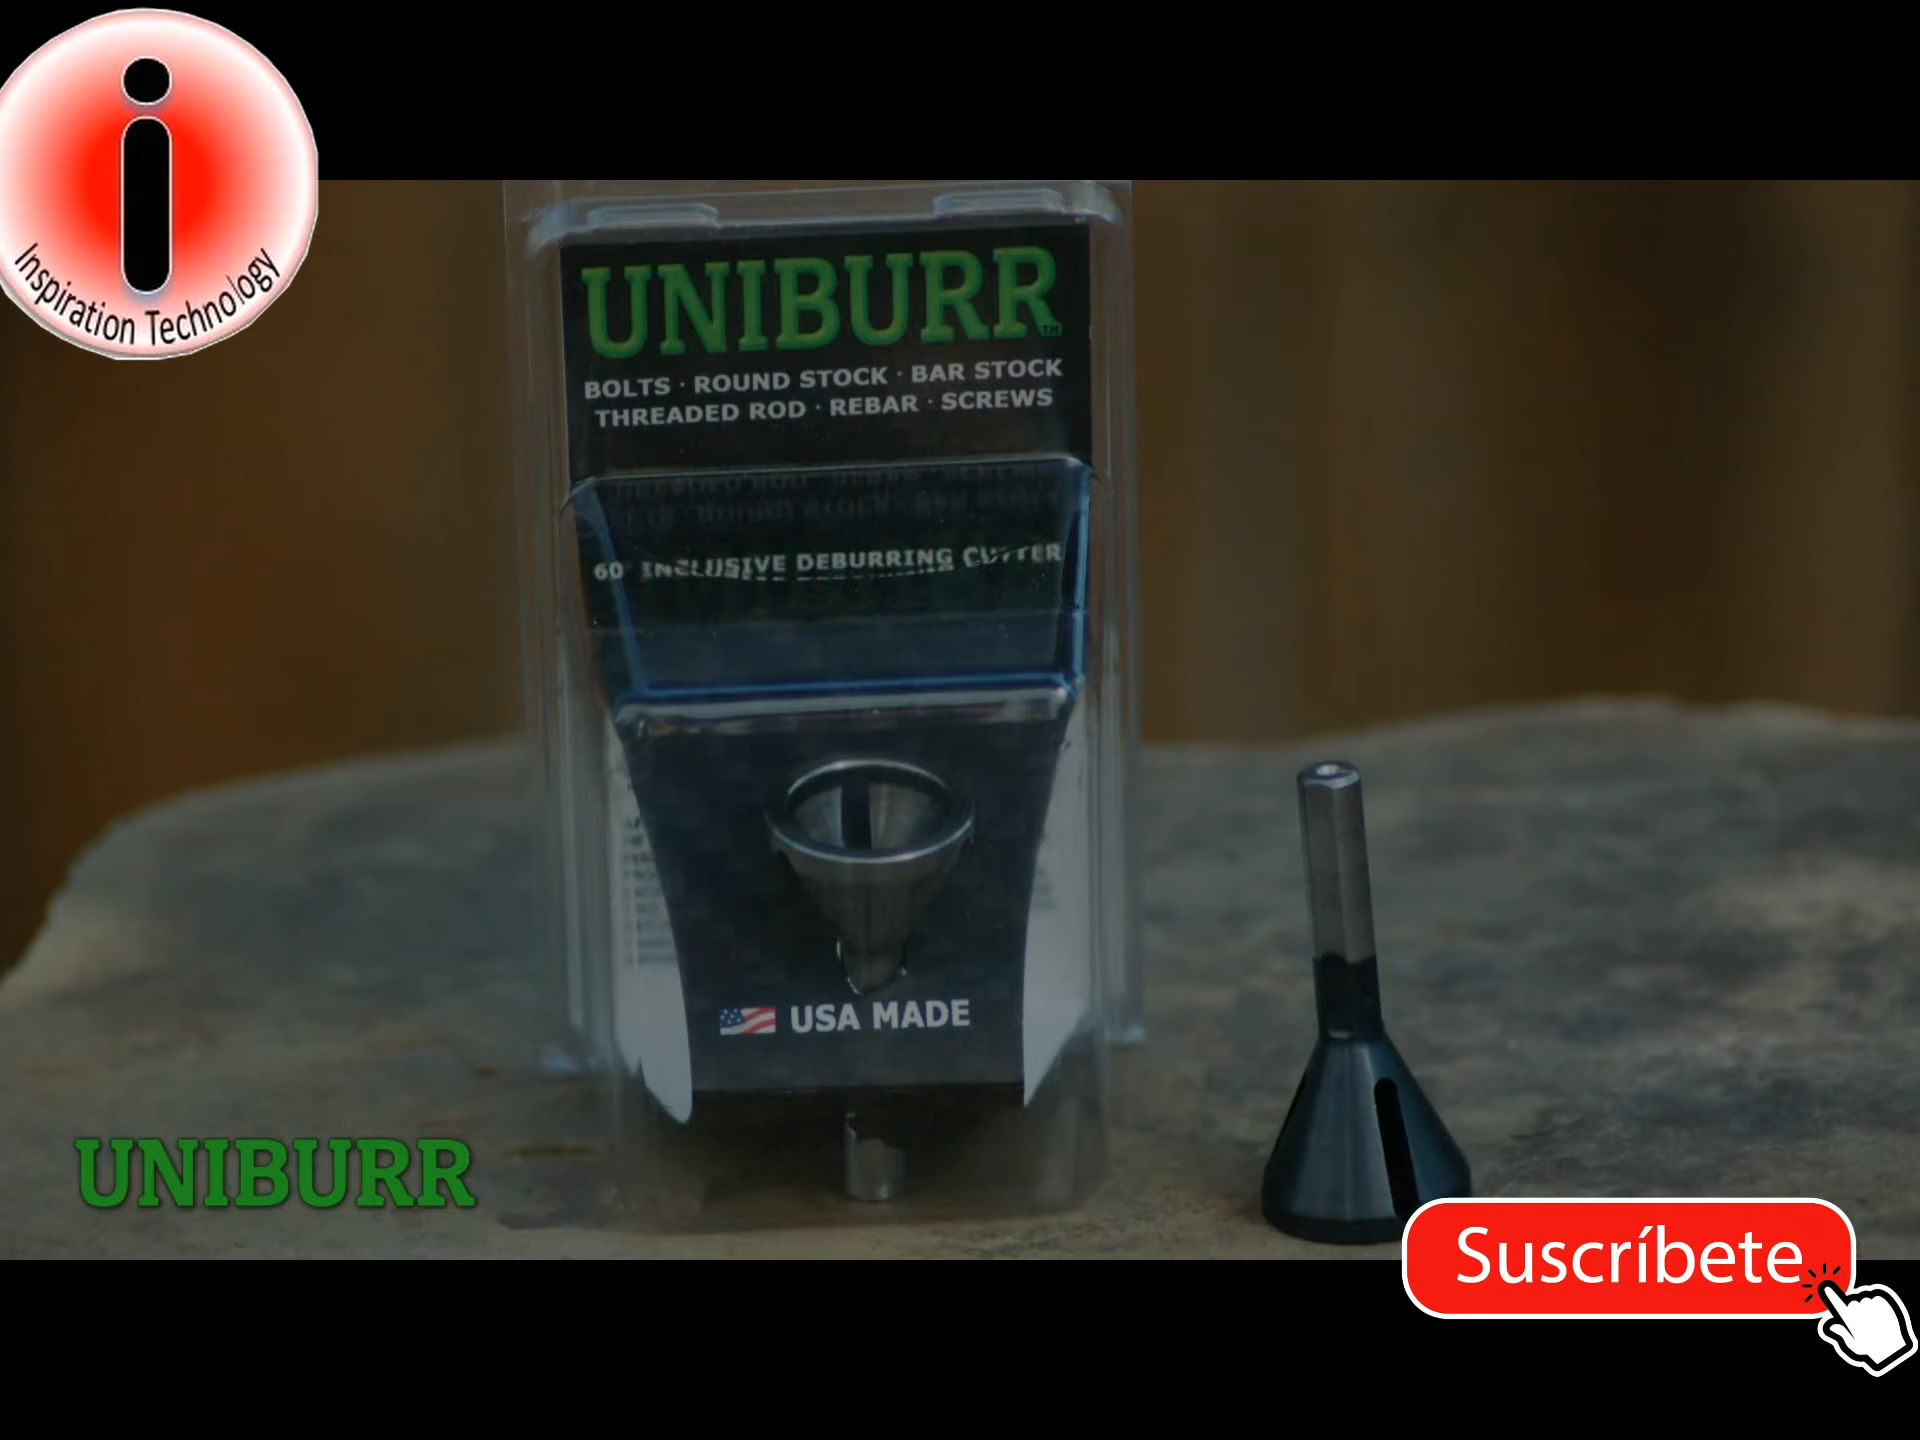 i
Inspiration Technology
UNIBURR™
BOLTS · ROUND STOCK · BAR STOCK
THREADED ROD · REBAR · SCREWS
60° INCLUSIVE DEBURRING CUTTER
USA MADE
UNIBURR
Suscríbete